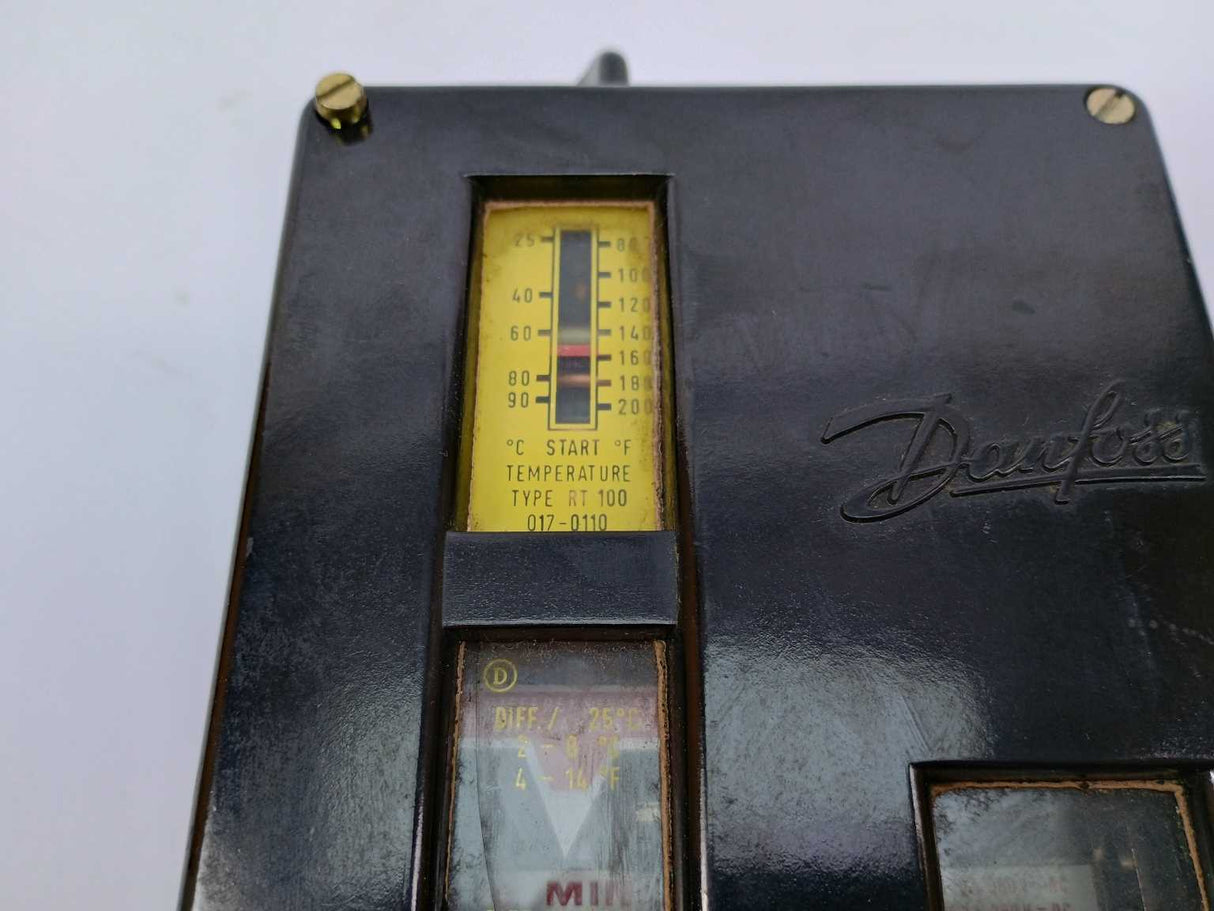 25 80
100
40
120
60 140
160
80 180
90 200
°C START °F
TEMPERATURE
TYPE RT 100
017-0110
Danfoss
D
DIFF./ 25°C
2 - 8 °C
4 - 14 °F